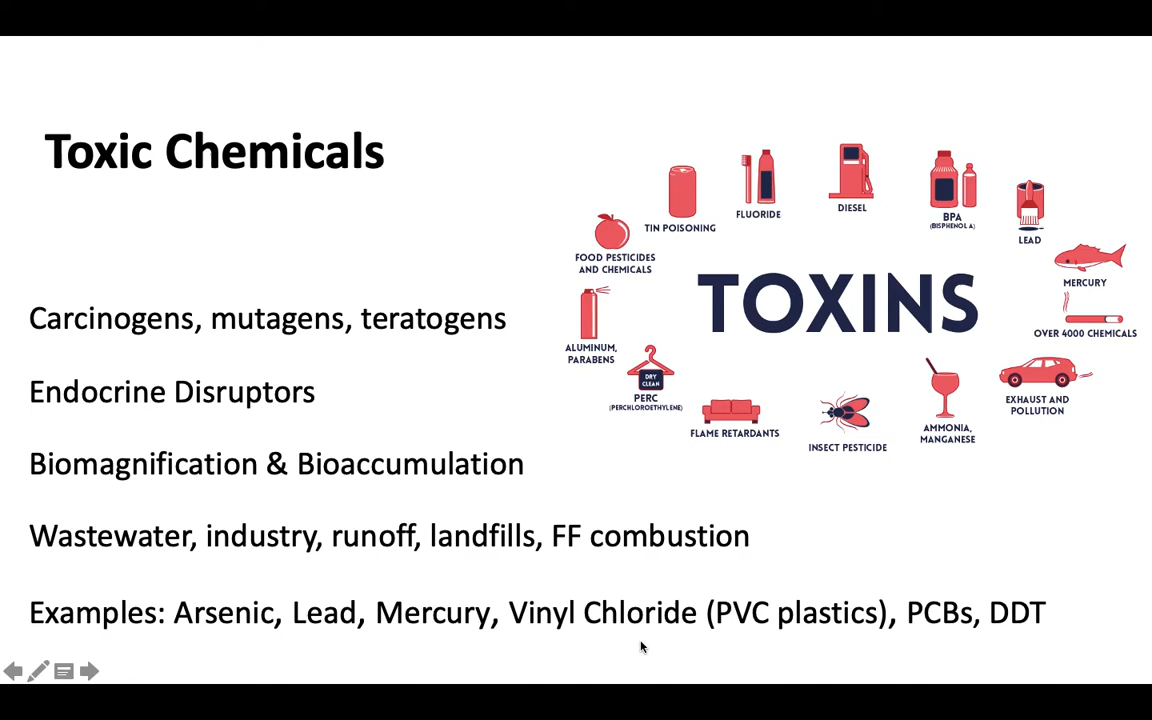 Toxic Chemicals
Carcinogens, mutagens, teratogens
Endocrine Disruptors
Biomagnification & Bioaccumulation
Wastewater, industry, runoff, landfills, FF combustion
Examples: Arsenic, Lead, Mercury, Vinyl Chloride (PVC plastics), PCBs, DDT
TOXINS
TIN POISONING
FLUORIDE
DIESEL
BPA
(BISPHENOL A)
LEAD
MERCURY
OVER 4000 CHEMICALS
EXHAUST AND
POLLUTION
AMMONIA,
MANGANESE
INSECT PESTICIDE
FLAME RETARDANTS
DRY
CLEAN
PERC
(PERCHLOROETHYLENE)
ALUMINUM,
PARABENS
FOOD PESTICIDES
AND CHEMICALS